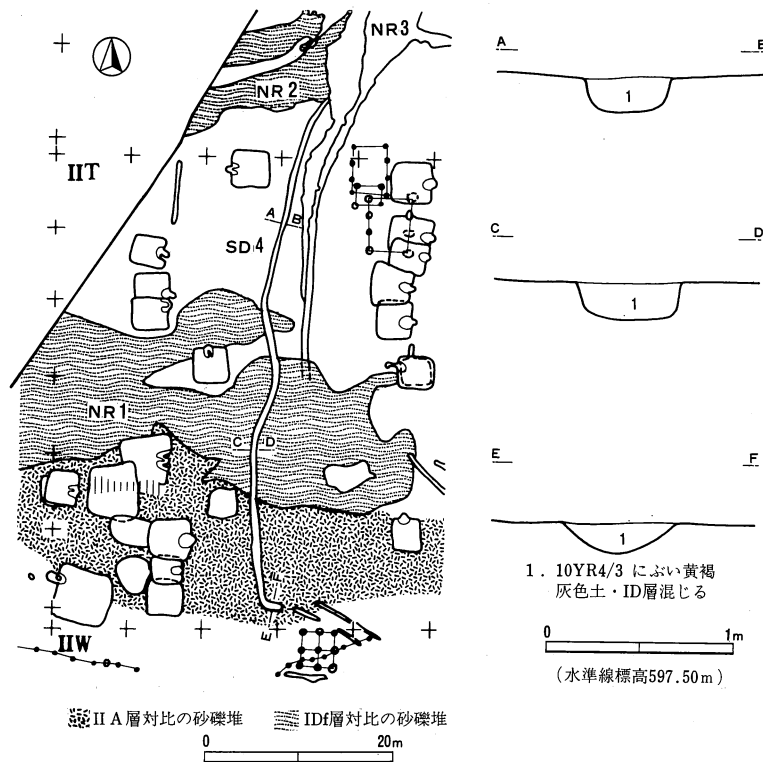 NR3
NR2
IIT
A B
SD4
NR1
C D
E F
IIW
II A層対比の砂礫堆 IDf層対比の砂礫堆
0 20m
A B
1
C D
1
E F
1
1. 10YR4/3 にぶい黄褐
灰色土・ID層混じる
0 1m
(水準線標高597.50m)